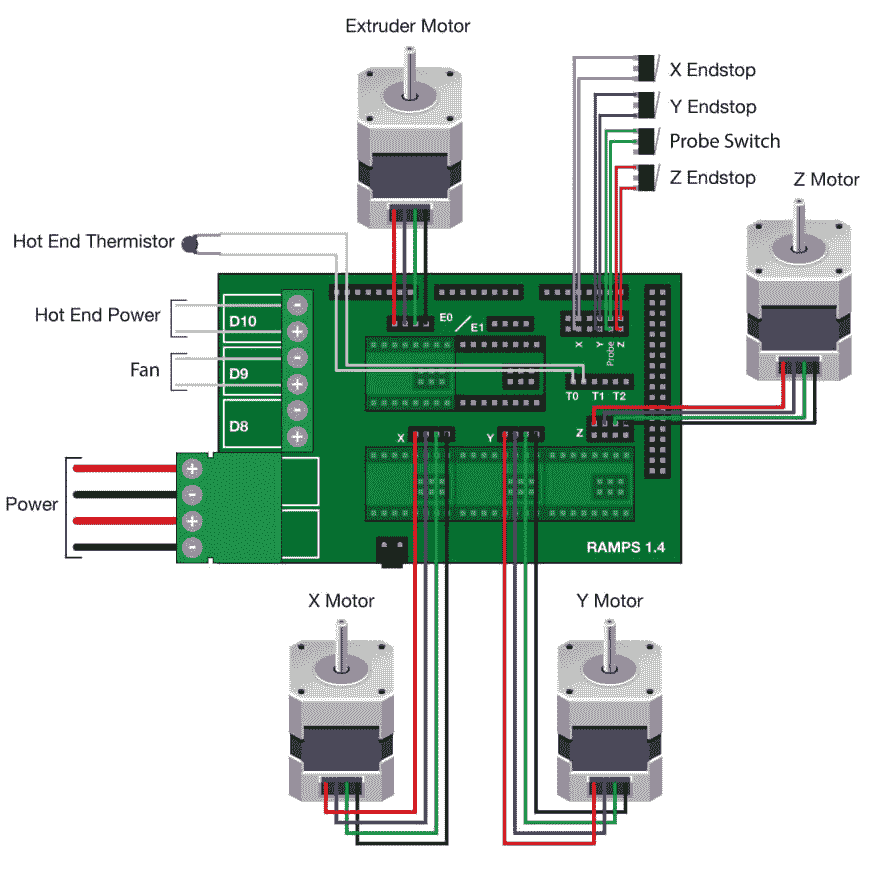 Extruder Motor
X Endstop
Y Endstop
Probe Switch
Z Endstop
Z Motor
Hot End Thermistor
Hot End Power
D10
-
+
Fan
D9
-
+
D8
-
+
E0
E1
X
Y
Probe
Z
T0
T1
T2
Z
X
Y
Power
+
-
+
-
RAMPS 1.4
X Motor
Y Motor